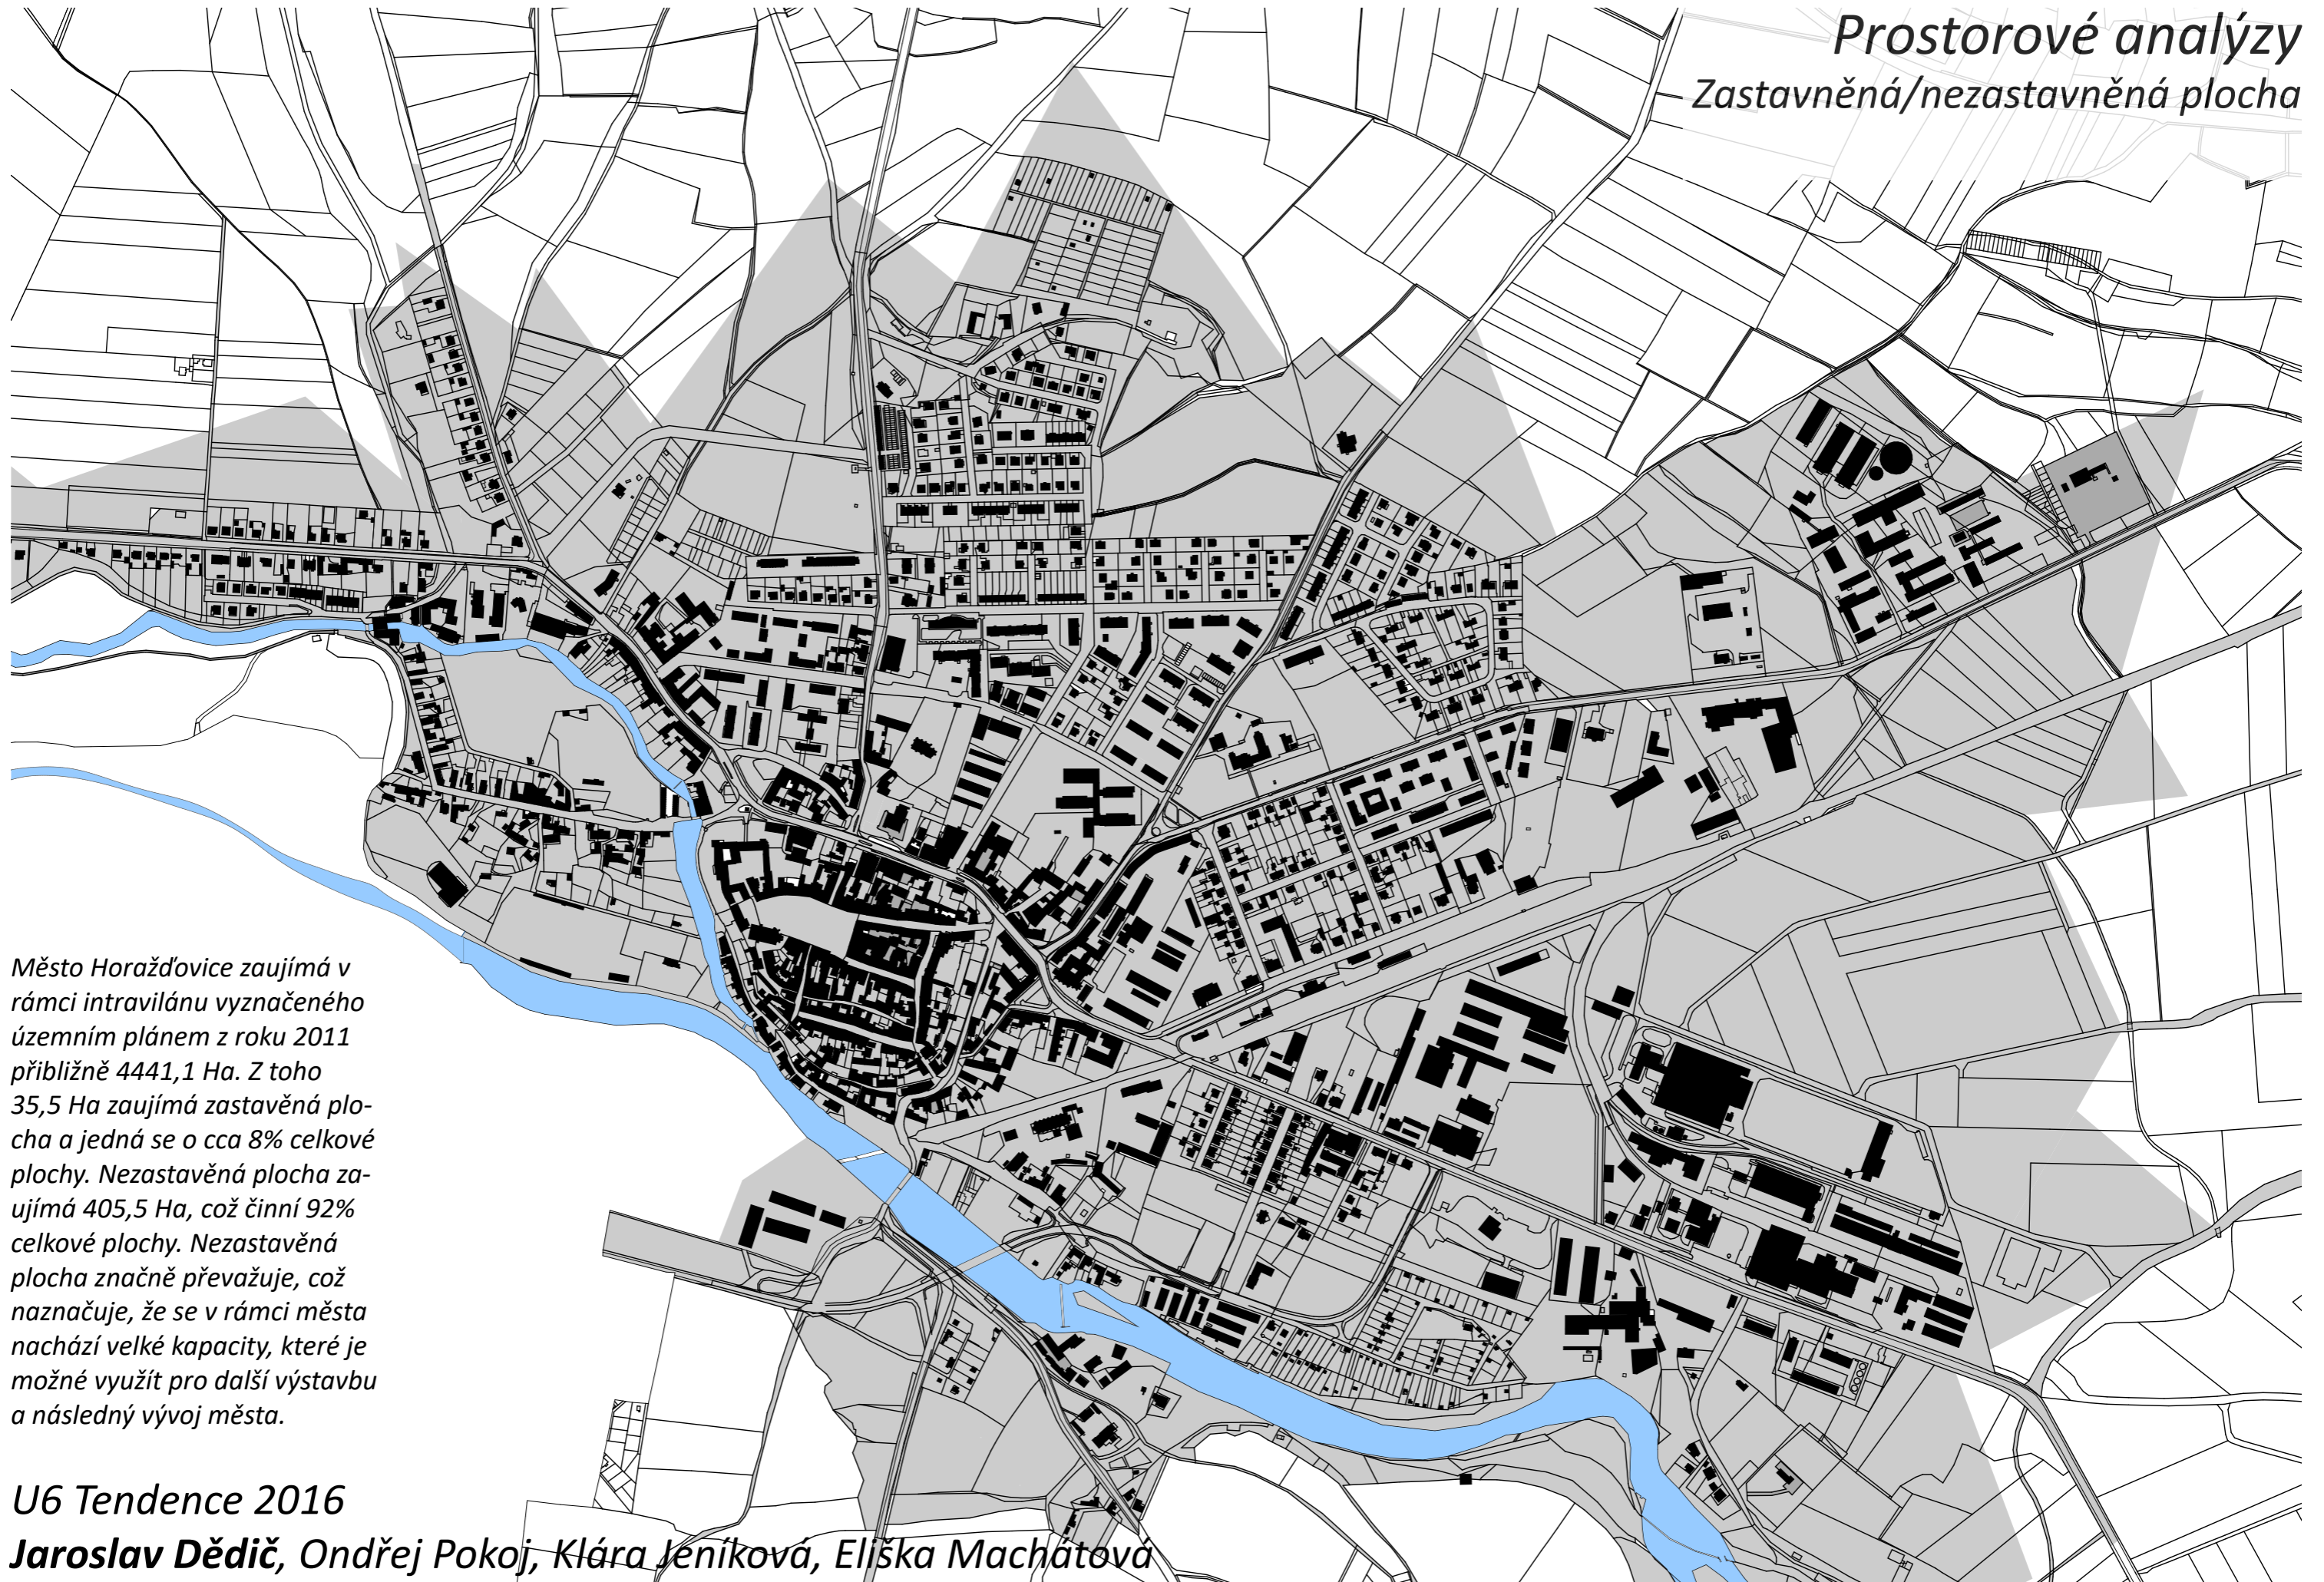 Prostorové analýzy
Zastavněná/nezastavněná plocha
Město Horažďovice zaujímá v
rámci intravilánu vyznačeného
územním plánem z roku 2011
přibližně 4441,1 Ha. Z toho
35,5 Ha zaujímá zastavěná plo-
cha a jedná se o cca 8% celkové
plochy. Nezastavěná plocha za-
ujímá 405,5 Ha, což činní 92%
celkové plochy. Nezastavěná
plocha značně převažuje, což
naznačuje, že se v rámci města
nachází velké kapacity, které je
možné využít pro další výstavbu
a následný vývoj města.
U6 Tendence 2016
Jaroslav Dědič, Ondřej Pokoj, Klára Jeníková, Eliška Machátová